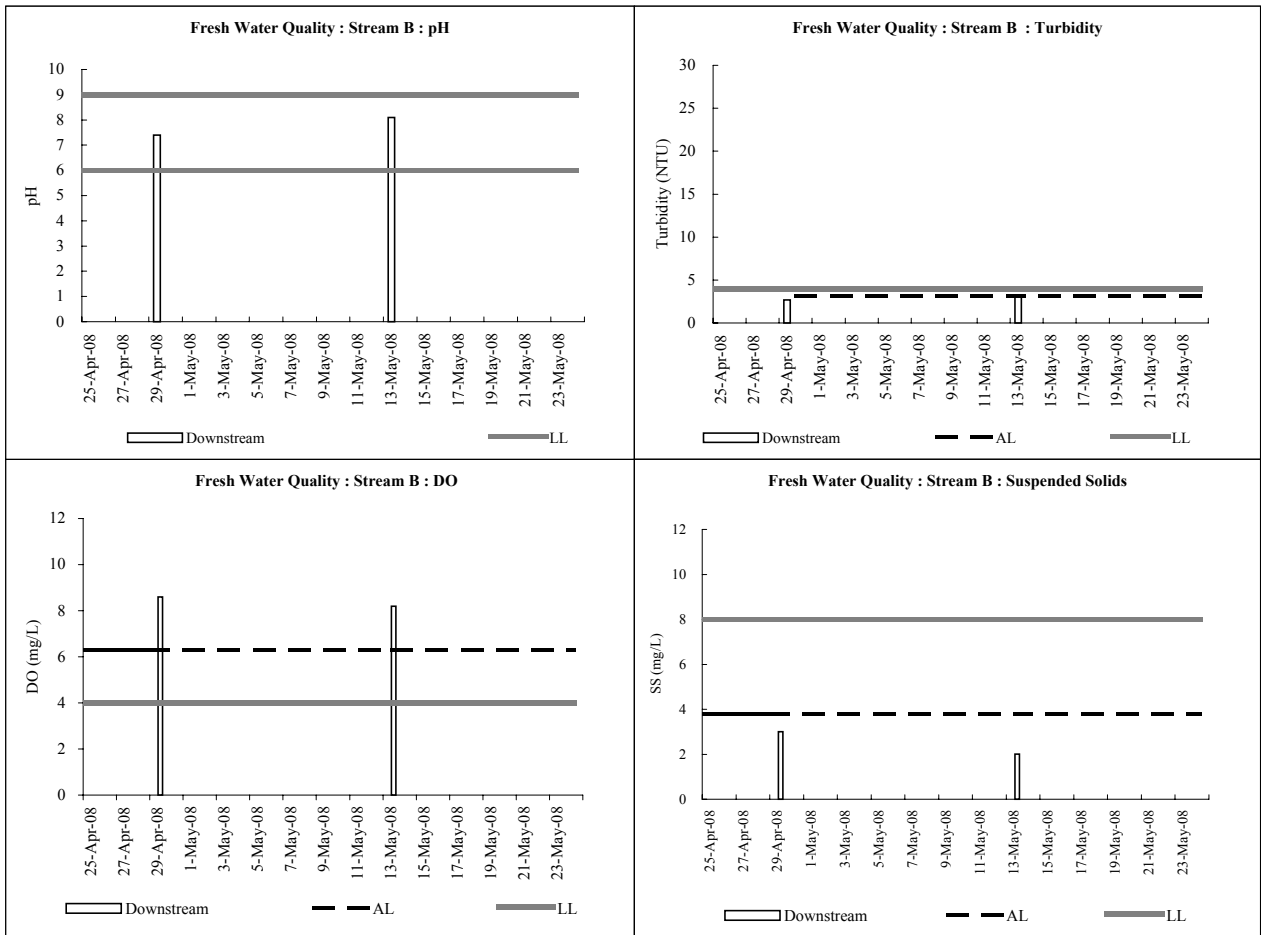 Fresh Water Quality : Stream B : pH
10
9
8
7
6
5
4
3
2
1
0
pH
25-Apr-08
27-Apr-08
29-Apr-08
1-May-08
3-May-08
5-May-08
7-May-08
9-May-08
11-May-08
13-May-08
15-May-08
17-May-08
19-May-08
21-May-08
23-May-08
Downstream
LL
Fresh Water Quality : Stream B : Turbidity
30
25
20
15
10
5
0
Turbidity (NTU)
25-Apr-08
27-Apr-08
29-Apr-08
1-May-08
3-May-08
5-May-08
7-May-08
9-May-08
11-May-08
13-May-08
15-May-08
17-May-08
19-May-08
21-May-08
23-May-08
Downstream
AL
LL
Fresh Water Quality : Stream B : DO
12
10
8
6
4
2
0
DO (mg/L)
25-Apr-08
27-Apr-08
29-Apr-08
1-May-08
3-May-08
5-May-08
7-May-08
9-May-08
11-May-08
13-May-08
15-May-08
17-May-08
19-May-08
21-May-08
23-May-08
Downstream
AL
LL
Fresh Water Quality : Stream B : Suspended Solids
12
10
8
6
4
2
0
SS (mg/L)
25-Apr-08
27-Apr-08
29-Apr-08
1-May-08
3-May-08
5-May-08
7-May-08
9-May-08
11-May-08
13-May-08
15-May-08
17-May-08
19-May-08
21-May-08
23-May-08
Downstream
AL
LL